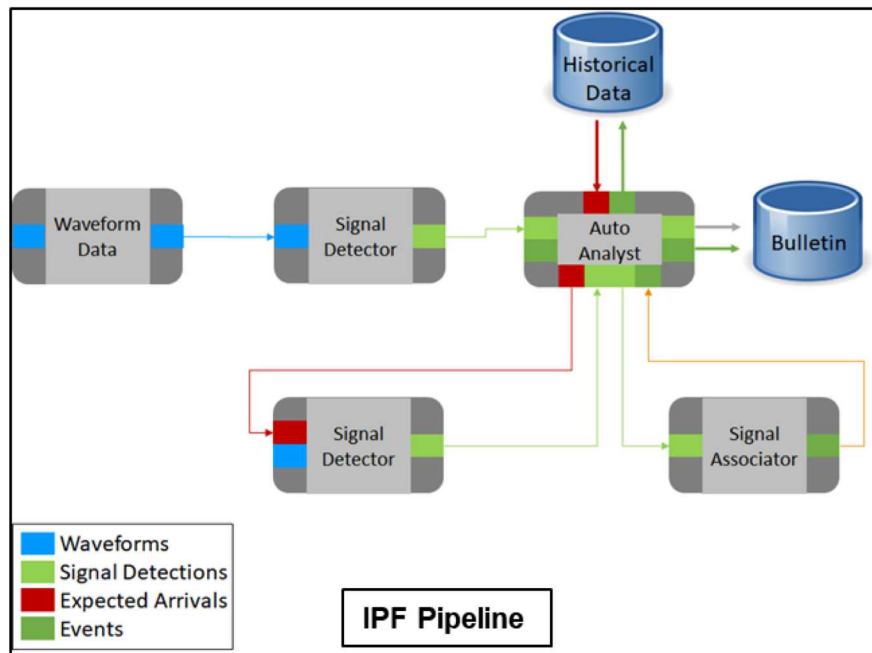 Historical
Data
Waveform
Data
Signal
Detector
Auto
Analyst
Bulletin
Signal
Detector
Signal
Associator
Waveforms
Signal Detections
Expected Arrivals
Events
IPF Pipeline